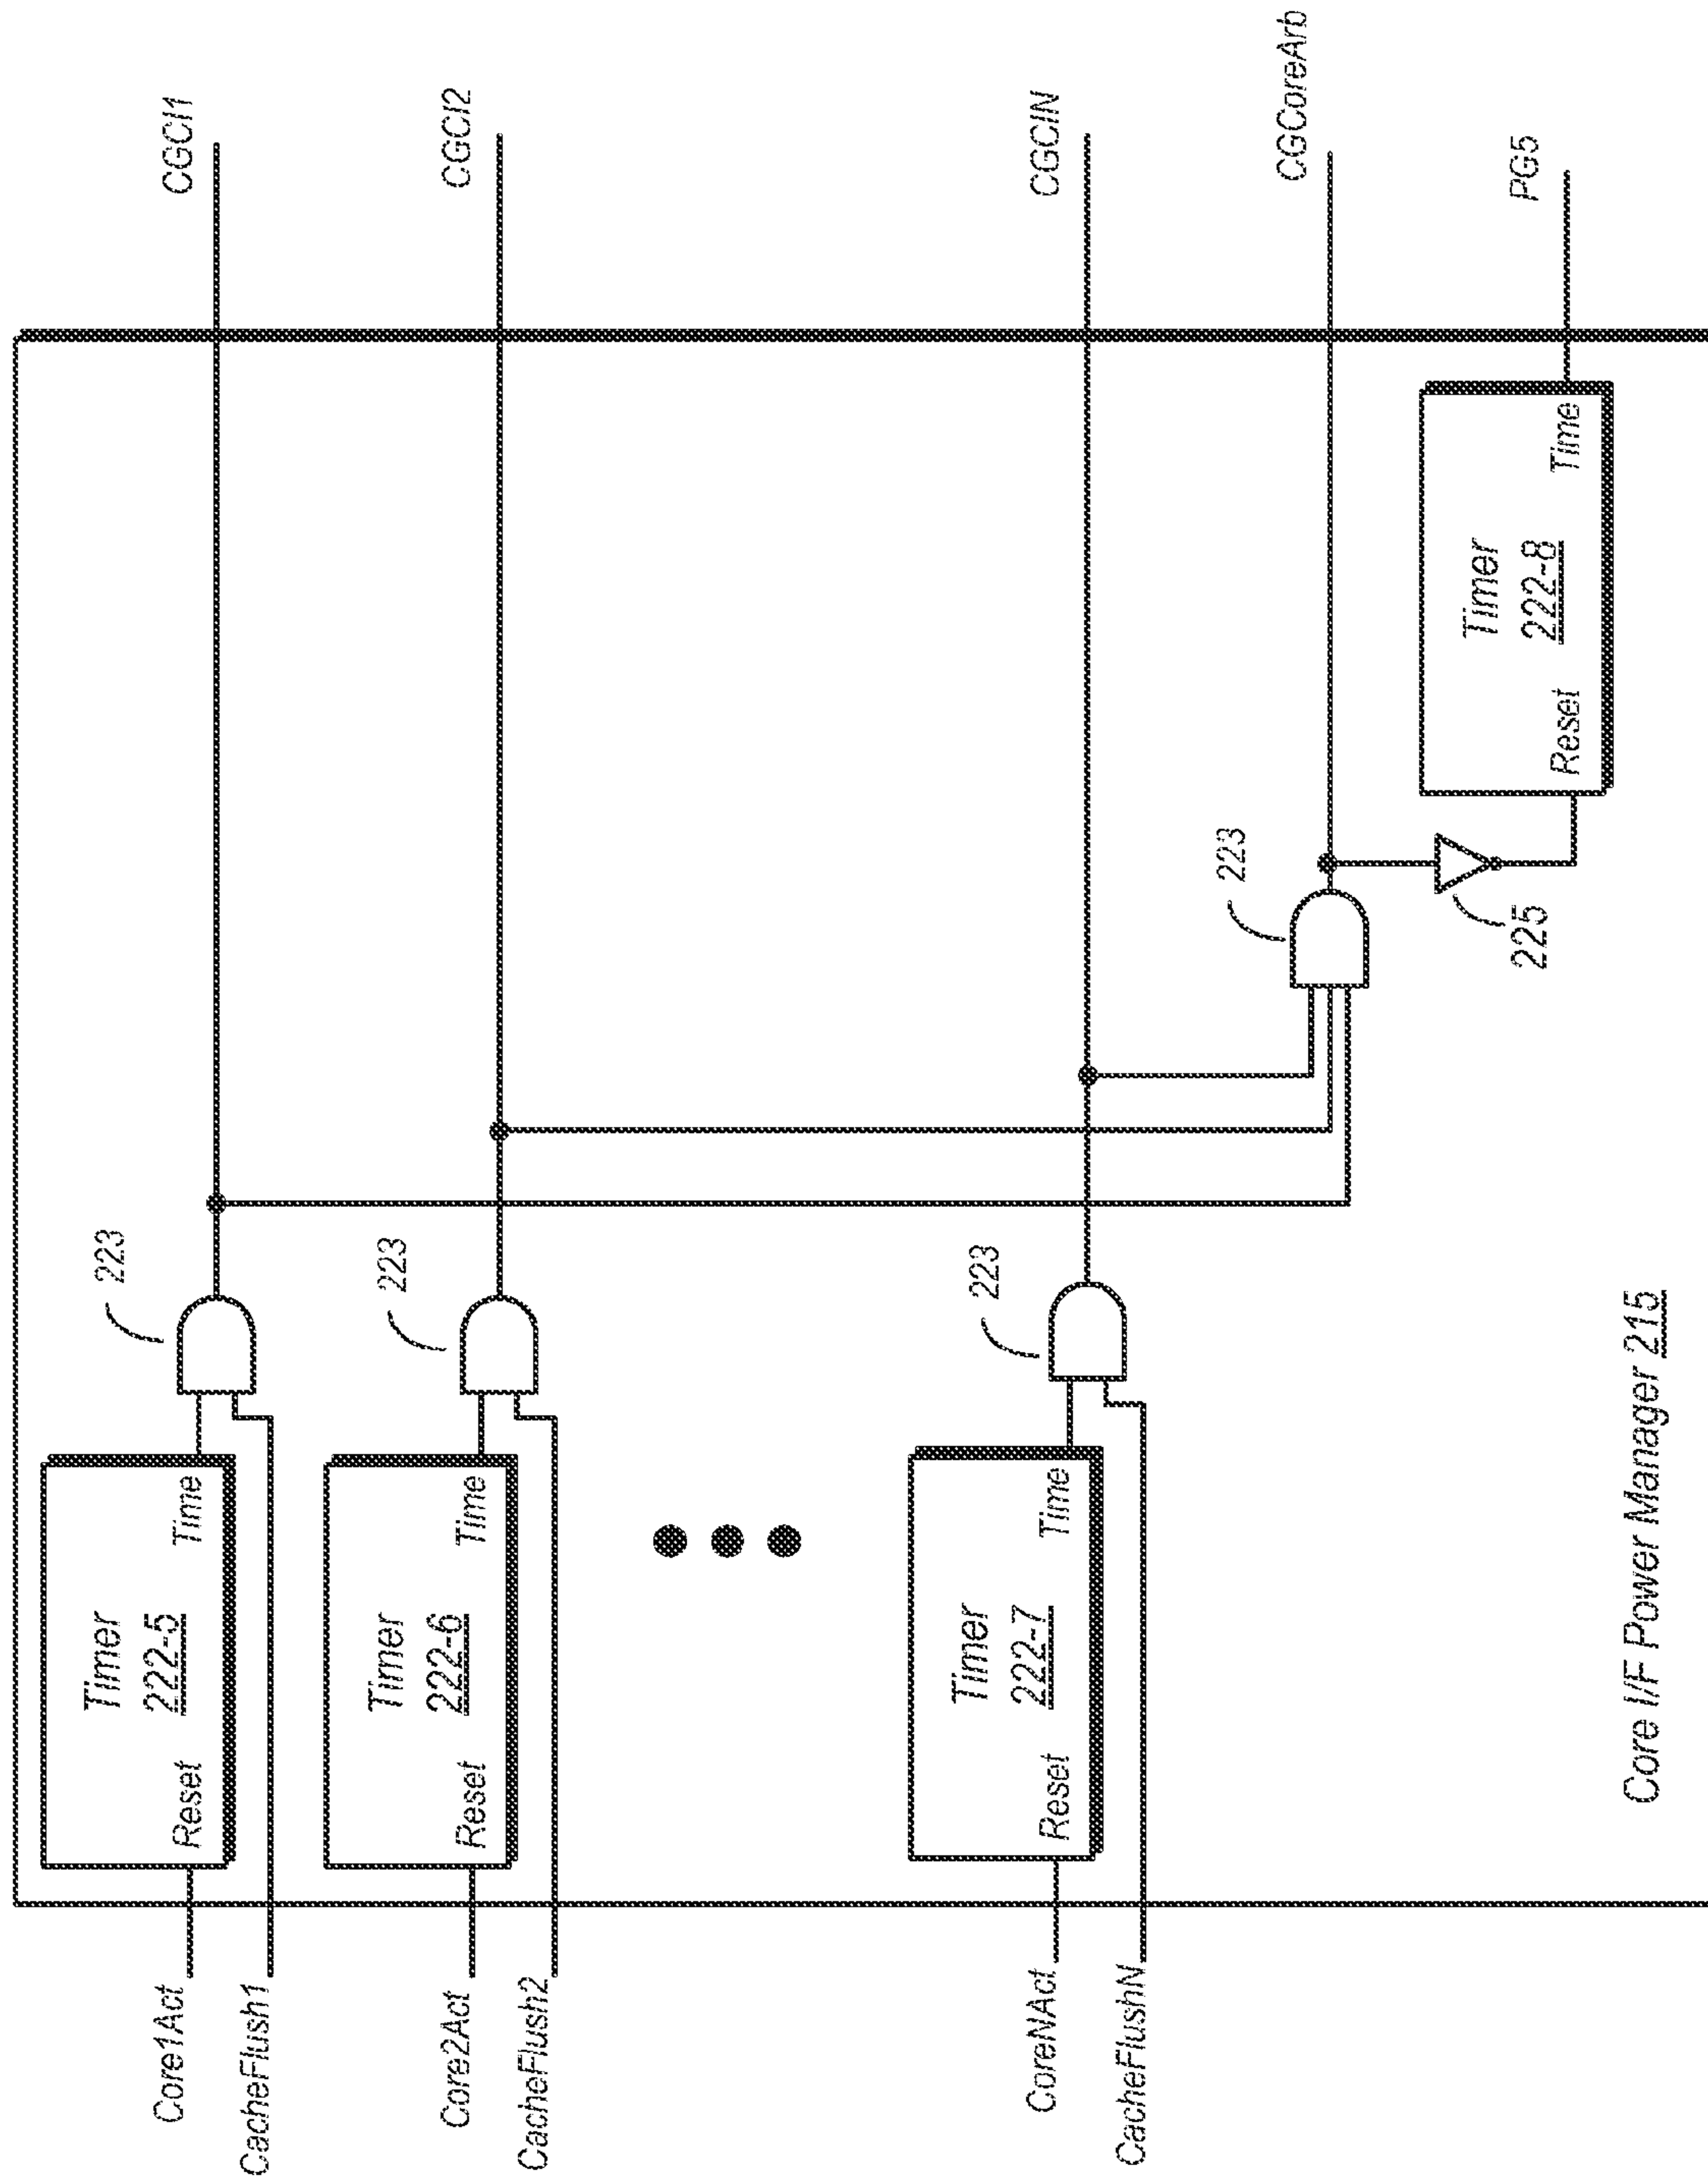 Core1Act
CacheFlush1
Timer
222-5
Reset
Time
223
CGCI1
Core2Act
CacheFlush2
Timer
222-6
Reset
Time
223
CGCI2
CoreNAct
CacheFlushN
Timer
222-7
Reset
Time
223
CGCIN
223
CGCoreArb
225
Timer
222-8
Reset
Time
PG5
Core I/F Power Manager 215